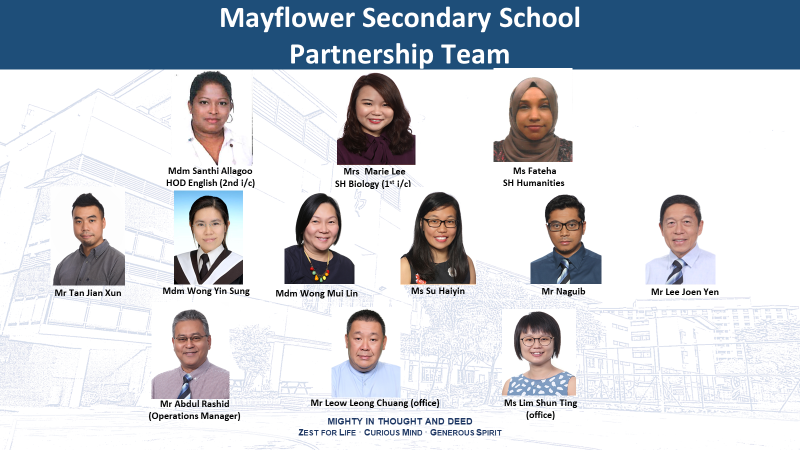 Mayflower Secondary School
Partnership Team
Mdm Santhi Allagoo
HOD English (2nd i/c)
Mrs Marie Lee
SH Biology (1st i/c)
Ms Fateha
SH Humanities
Mr Tan Jian Xun
Mdm Wong Yin Sung
Mdm Wong Mui Lin
Ms Su Haiyin
Mr Naguib
Mr Lee Joen Yen
Mr Abdul Rashid
(Operations Manager)
Mr Leow Leong Chuang (office)
Ms Lim Shun Ting
(office)
MIGHTY IN THOUGHT AND DEED
ZEST FOR LIFE · CURIOUS MIND · GENEROUS SPIRIT